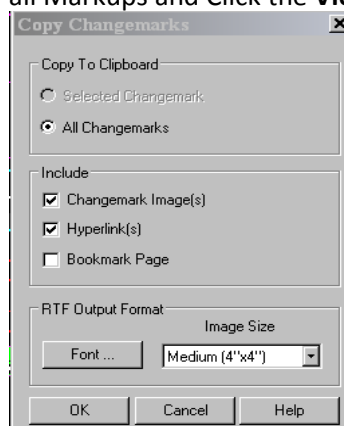 all Markups and Click the Vi
Copy Changemarks
Copy To Clipboard
Selected Changemark
All Changemarks
Include
Changemark Image(s)
Hyperlink(s)
Bookmark Page
RTF Output Format
Image Size
Font ... Medium (4"x4")
OK Cancel Help